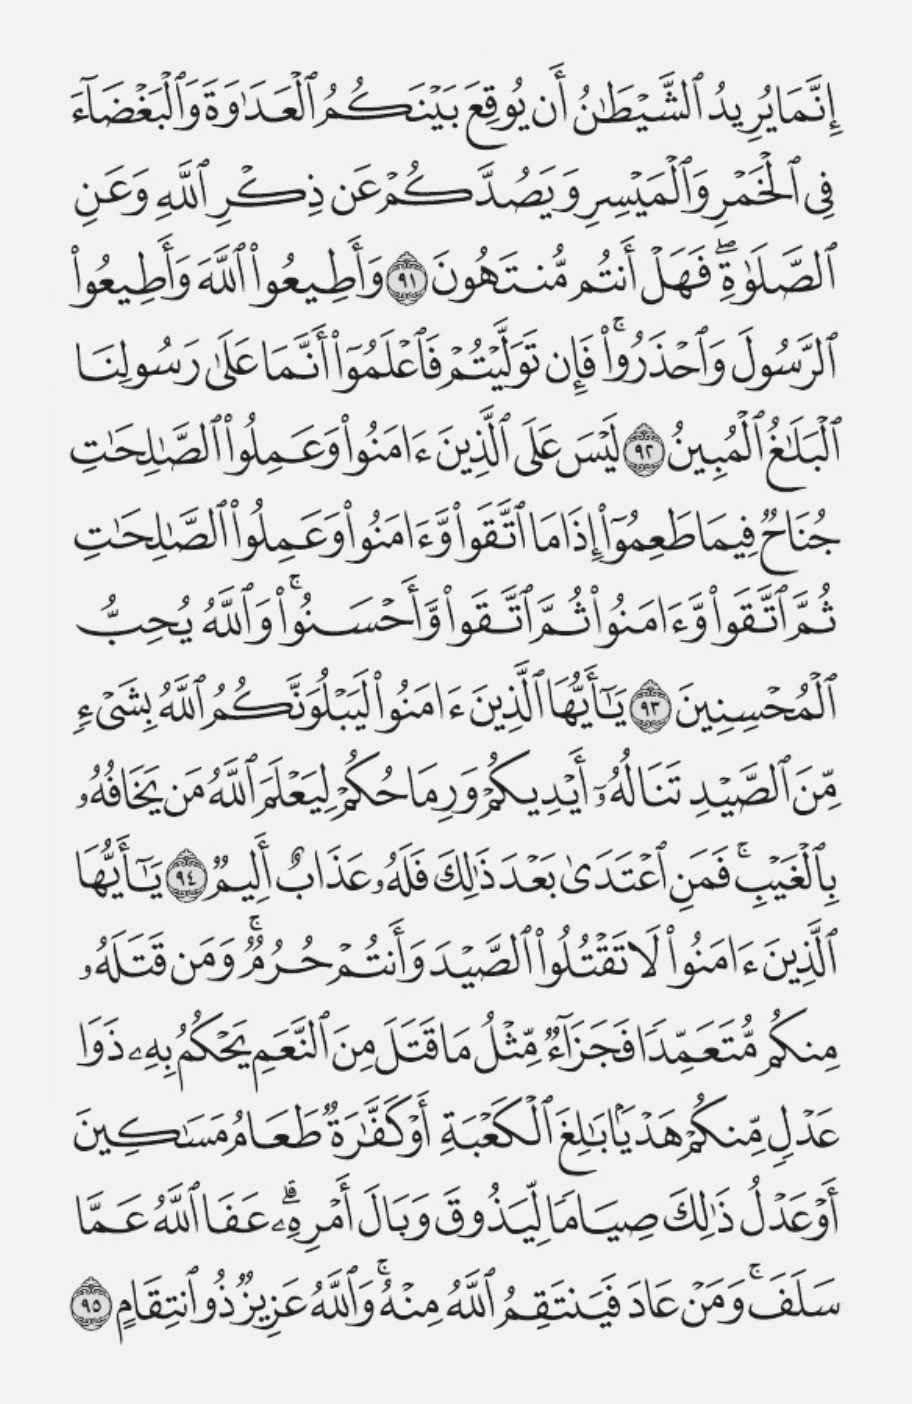 إِنَّمَا يُرِيدُ ٱلشَّيْطَٰنُ أَن يُوقِعَ بَيْنَكُمُ ٱلْعَدَٰوَةَ وَٱلْبَغْضَآءَ
فِى ٱلْخَمْرِ وَٱلْمَيْسِرِ وَيَصُدَّكُمْ عَن ذِكْرِ ٱللَّهِ وَعَنِ
ٱلصَّلَوٰةِ ۖ فَهَلْ أَنتُم مُّنتَهُونَ ٩١ وَأَطِيعُوا۟ ٱللَّهَ وَأَطِيعُوا۟
ٱلرَّسُولَ وَٱحْذَرُوا۟ ۚ فَإِن تَوَلَّيْتُمْ فَٱعْلَمُوٓا۟ أَنَّمَا عَلَىٰ رَسُولِنَا
ٱلْبَلَٰغُ ٱلْمُبِينُ ٩٢ لَيْسَ عَلَى ٱلَّذِينَ ءَامَنُوا۟ وَعَمِلُوا۟ ٱلصَّٰلِحَٰتِ
جُنَاحٌ فِيمَا طَعِمُوٓا۟ إِذَا مَا ٱتَّقَوا۟ وَّءَامَنُوا۟ وَعَمِلُوا۟ ٱلصَّٰلِحَٰتِ
ثُمَّ ٱتَّقَوا۟ وَّءَامَنُوا۟ ثُمَّ ٱتَّقَوا۟ وَّأَحْسَنُوا۟ ۚ وَٱللَّهُ يُحِبُّ
ٱلْمُحْسِنِينَ ٩٣ يَٰٓأَيُّهَا ٱلَّذِينَ ءَامَنُوا۟ لَيَبْلُوَنَّكُمُ ٱللَّهُ بِشَىْءٍ
مِّنَ ٱلصَّيْدِ تَنَالُهُۥٓ أَيْدِيكُمْ وَرِمَاحُكُمْ لِيَعْلَمَ ٱللَّهُ مَن يَخَافُهُۥ
بِٱلْغَيْبِ ۚ فَمَنِ ٱعْتَدَىٰ بَعْدَ ذَٰلِكَ فَلَهُۥ عَذَابٌ أَلِيمٌ ٩٤ يَٰٓأَيُّهَا
ٱلَّذِينَ ءَامَنُوا۟ لَا تَقْتُلُوا۟ ٱلصَّيْدَ وَأَنتُمْ حُرُمٌ ۚ وَمَن قَتَلَهُۥ
مِنكُم مُّتَعَمِّدًا فَجَزَآءٌ مِّثْلُ مَا قَتَلَ مِنَ ٱلنَّعَمِ يَحْكُمُ بِهِۦ ذَوَا
عَدْلٍ مِّنكُمْ هَدْيًۢا بَٰلِغَ ٱلْكَعْبَةِ أَوْ كَفَّٰرَةٌ طَعَامُ مَسَٰكِينَ
أَوْ عَدْلُ ذَٰلِكَ صِيَامًا لِّيَذُوقَ وَبَالَ أَمْرِهِۦ ۗ عَفَا ٱللَّهُ عَمَّا
سَلَفَ ۚ وَمَنْ عَادَ فَيَنتَقِمُ ٱللَّهُ مِنْهُ ۚ وَٱللَّهُ عَزِيزٌ ذُو ٱنتِقَامٍ ٩٥